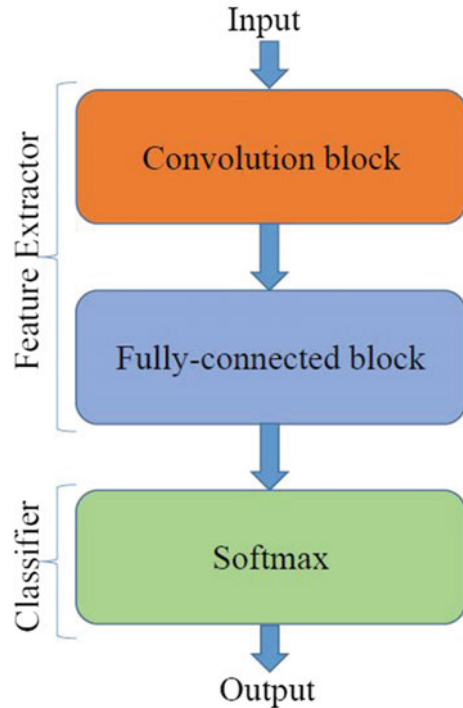 Input
Feature Extractor
Convolution block
Fully-connected block
Classifier
Softmax
Output